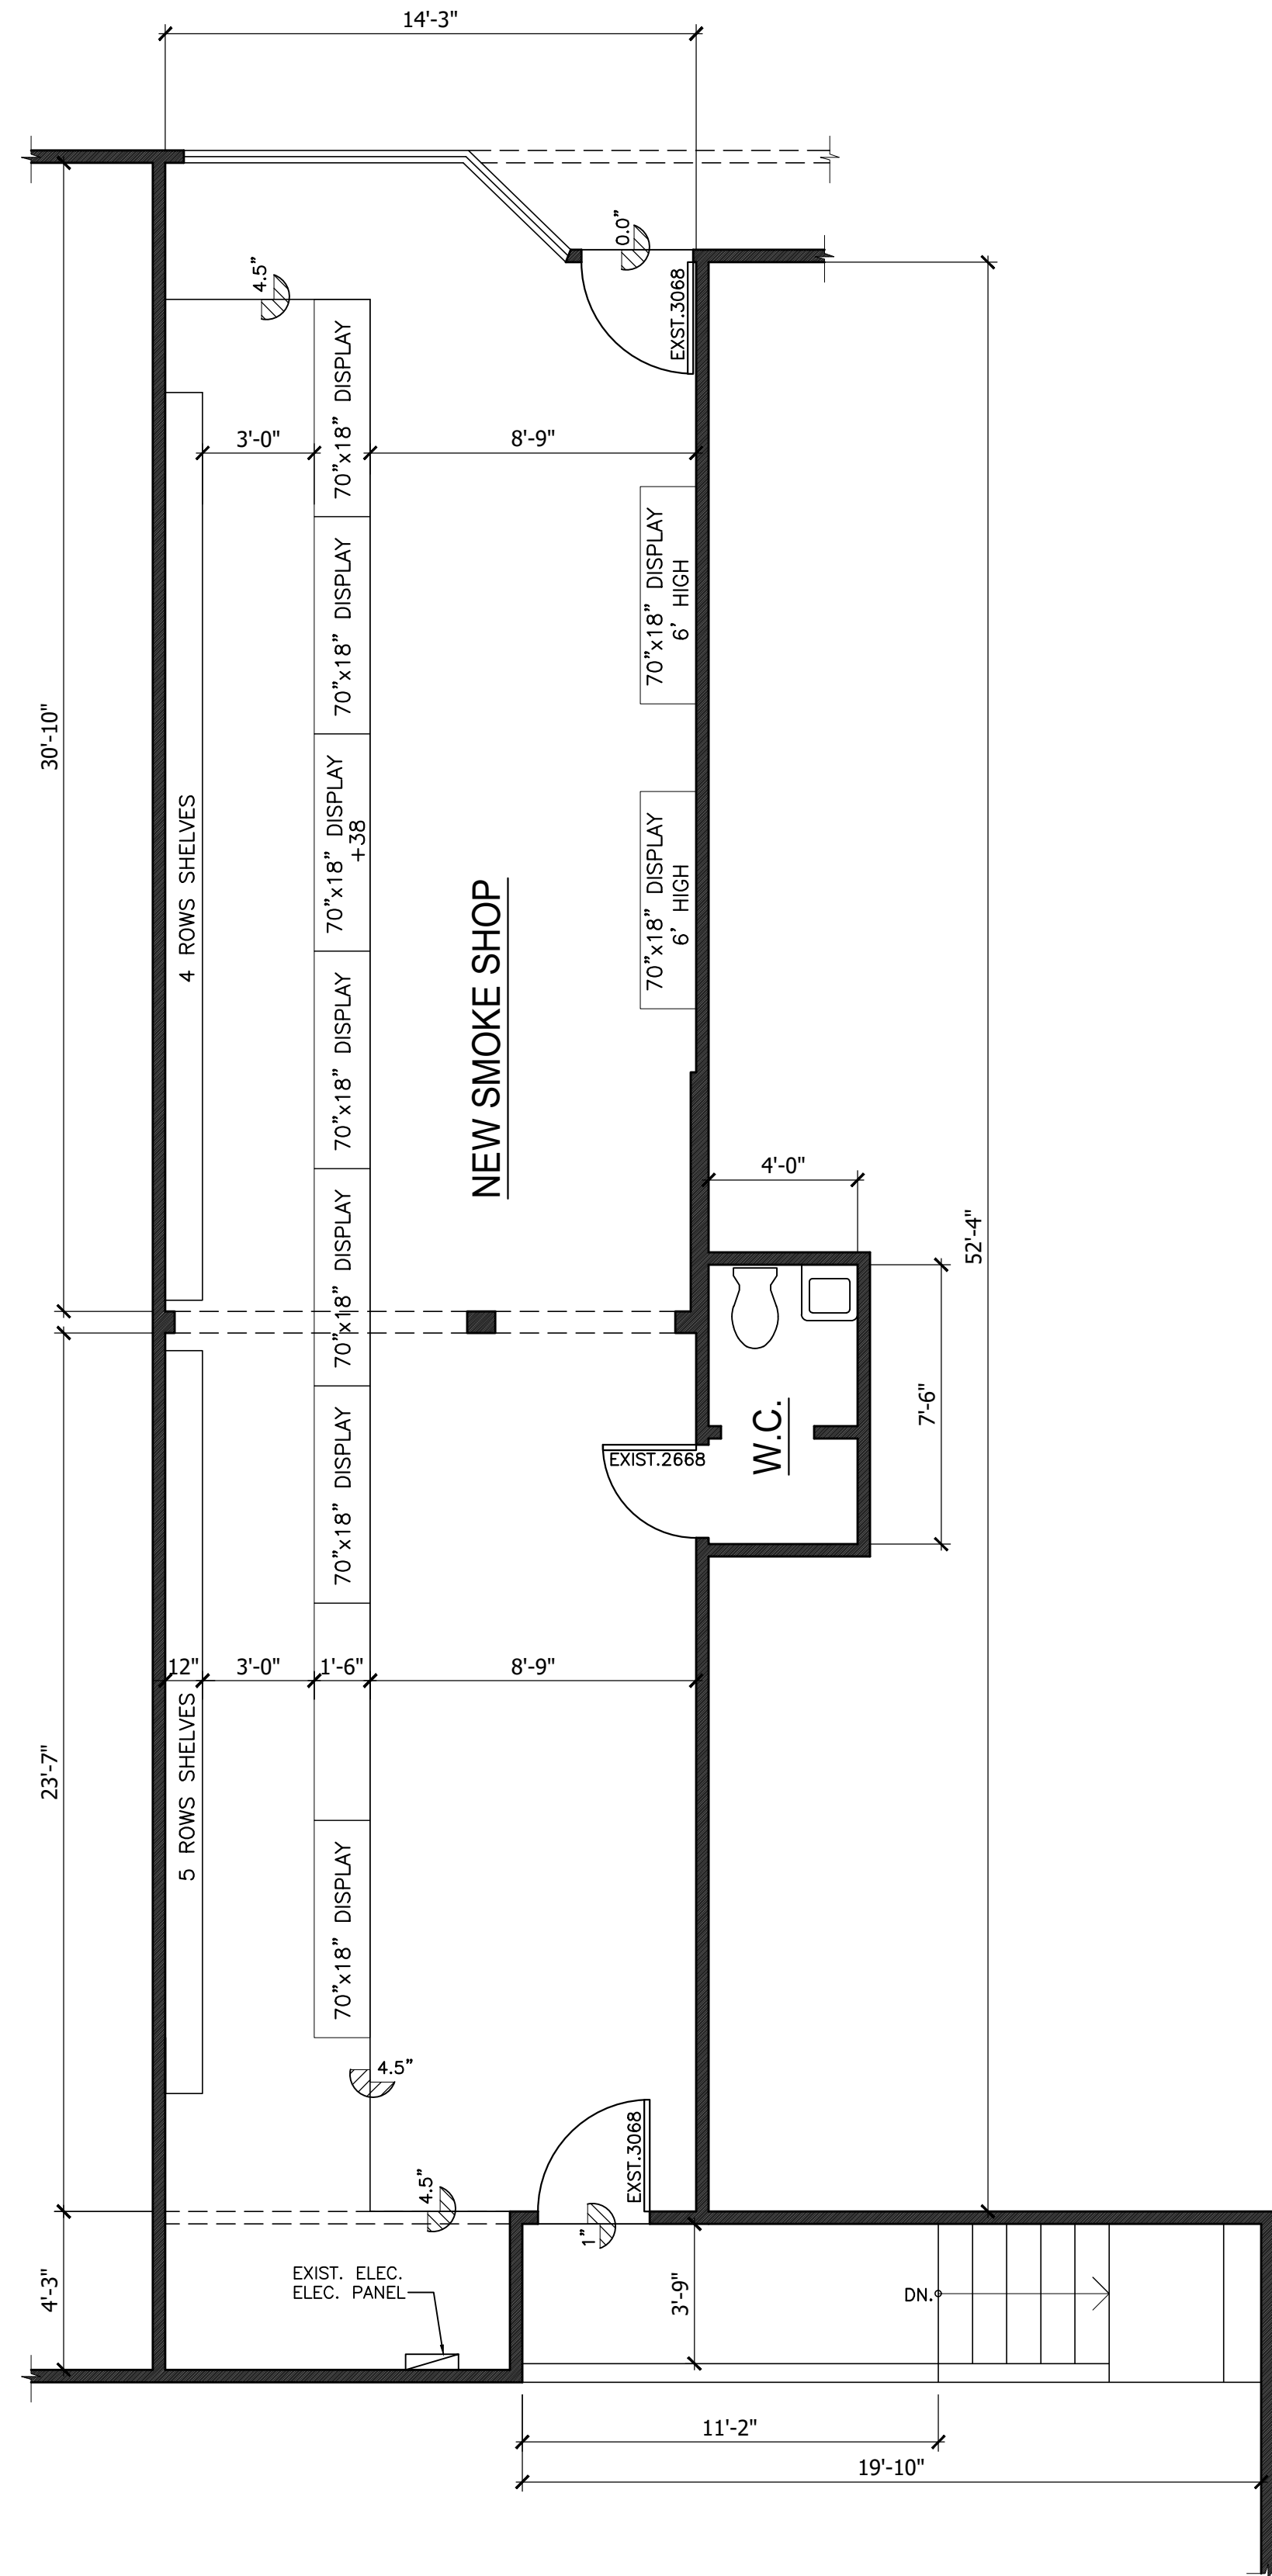 14'-3"
0.0"
4.5"
EXST.3068
70"x18" DISPLAY
3'-0"
8'-9"
70"x18" DISPLAY
6' HIGH
70"x18" DISPLAY
30'-10"
4 ROWS SHELVES
70"x18" DISPLAY
+38
70"x18" DISPLAY
6' HIGH
NEW SMOKE SHOP
70"x18" DISPLAY
4'-0"
52'-4"
70"x18" DISPLAY
7'-6"
W.C.
EXIST.2668
70"x18" DISPLAY
12"
3'-0"
1'-6"
8'-9"
5 ROWS SHELVES
23'-7"
70"x18" DISPLAY
4.5"
EXST.3068
4.5"
1"
EXIST. ELEC.
ELEC. PANEL
4'-3"
3'-9"
DN.
11'-2"
19'-10"